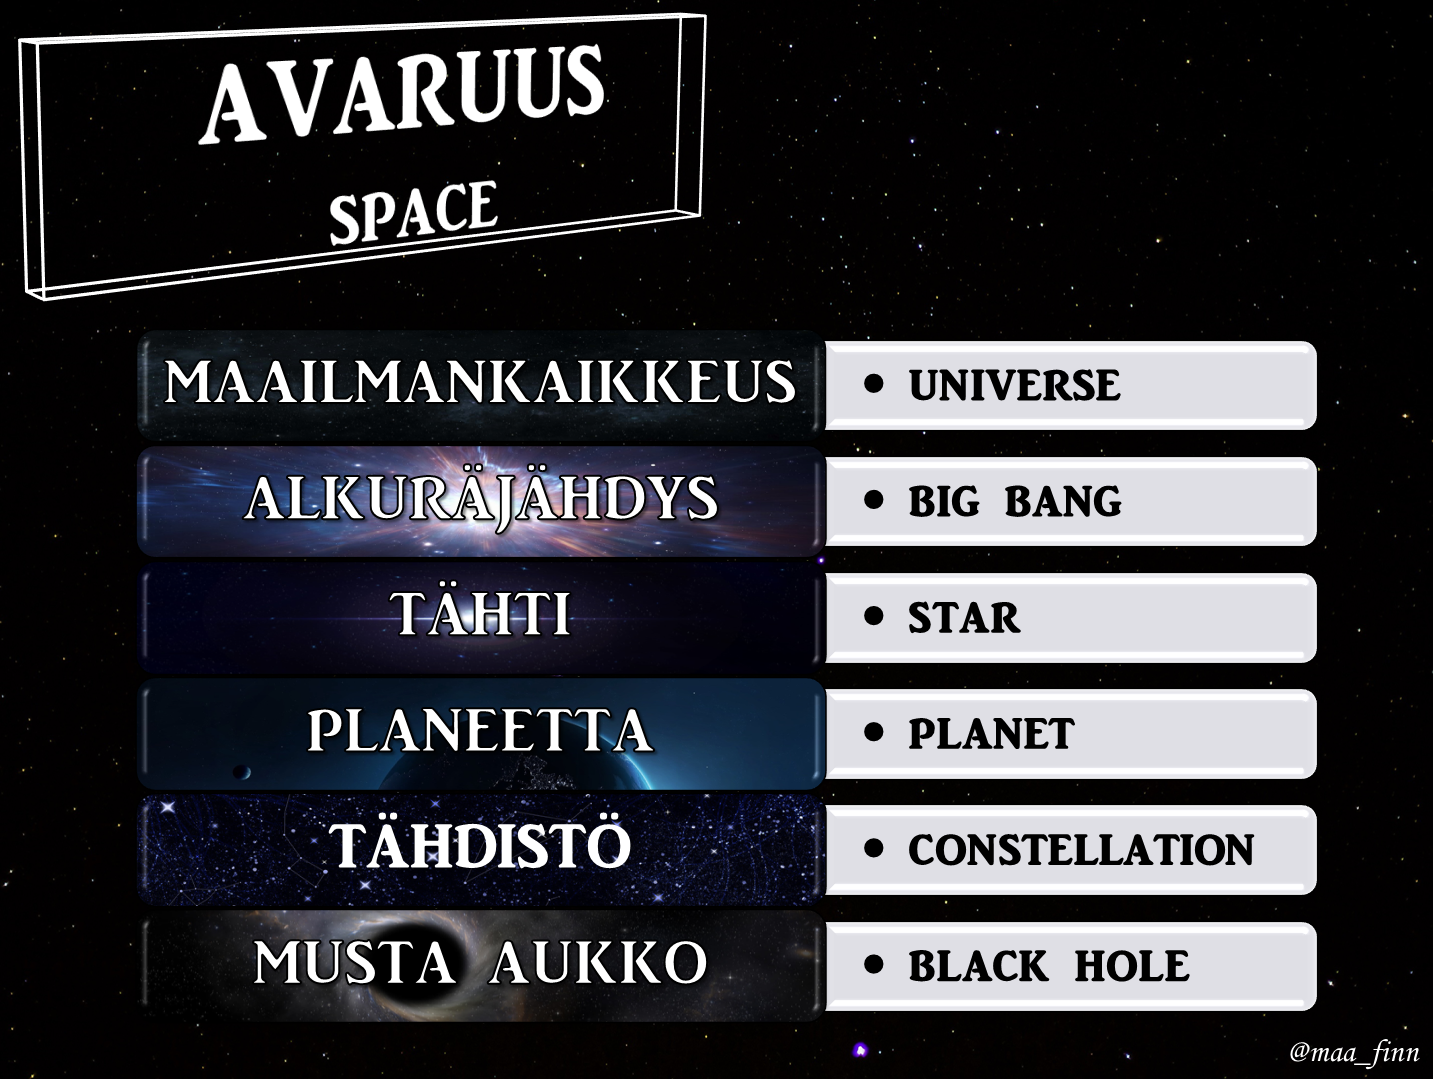 AVARUUS
SPACE
MAAILMANKAIKKEUS
• UNIVERSE
ALKURÄJÄHDYS
• BIG BANG
TÄHTI
• STAR
PLANEETTA
• PLANET
TÄHDISTÖ
• CONSTELLATION
MUSTA AUKKO
• BLACK HOLE
@maa_finn